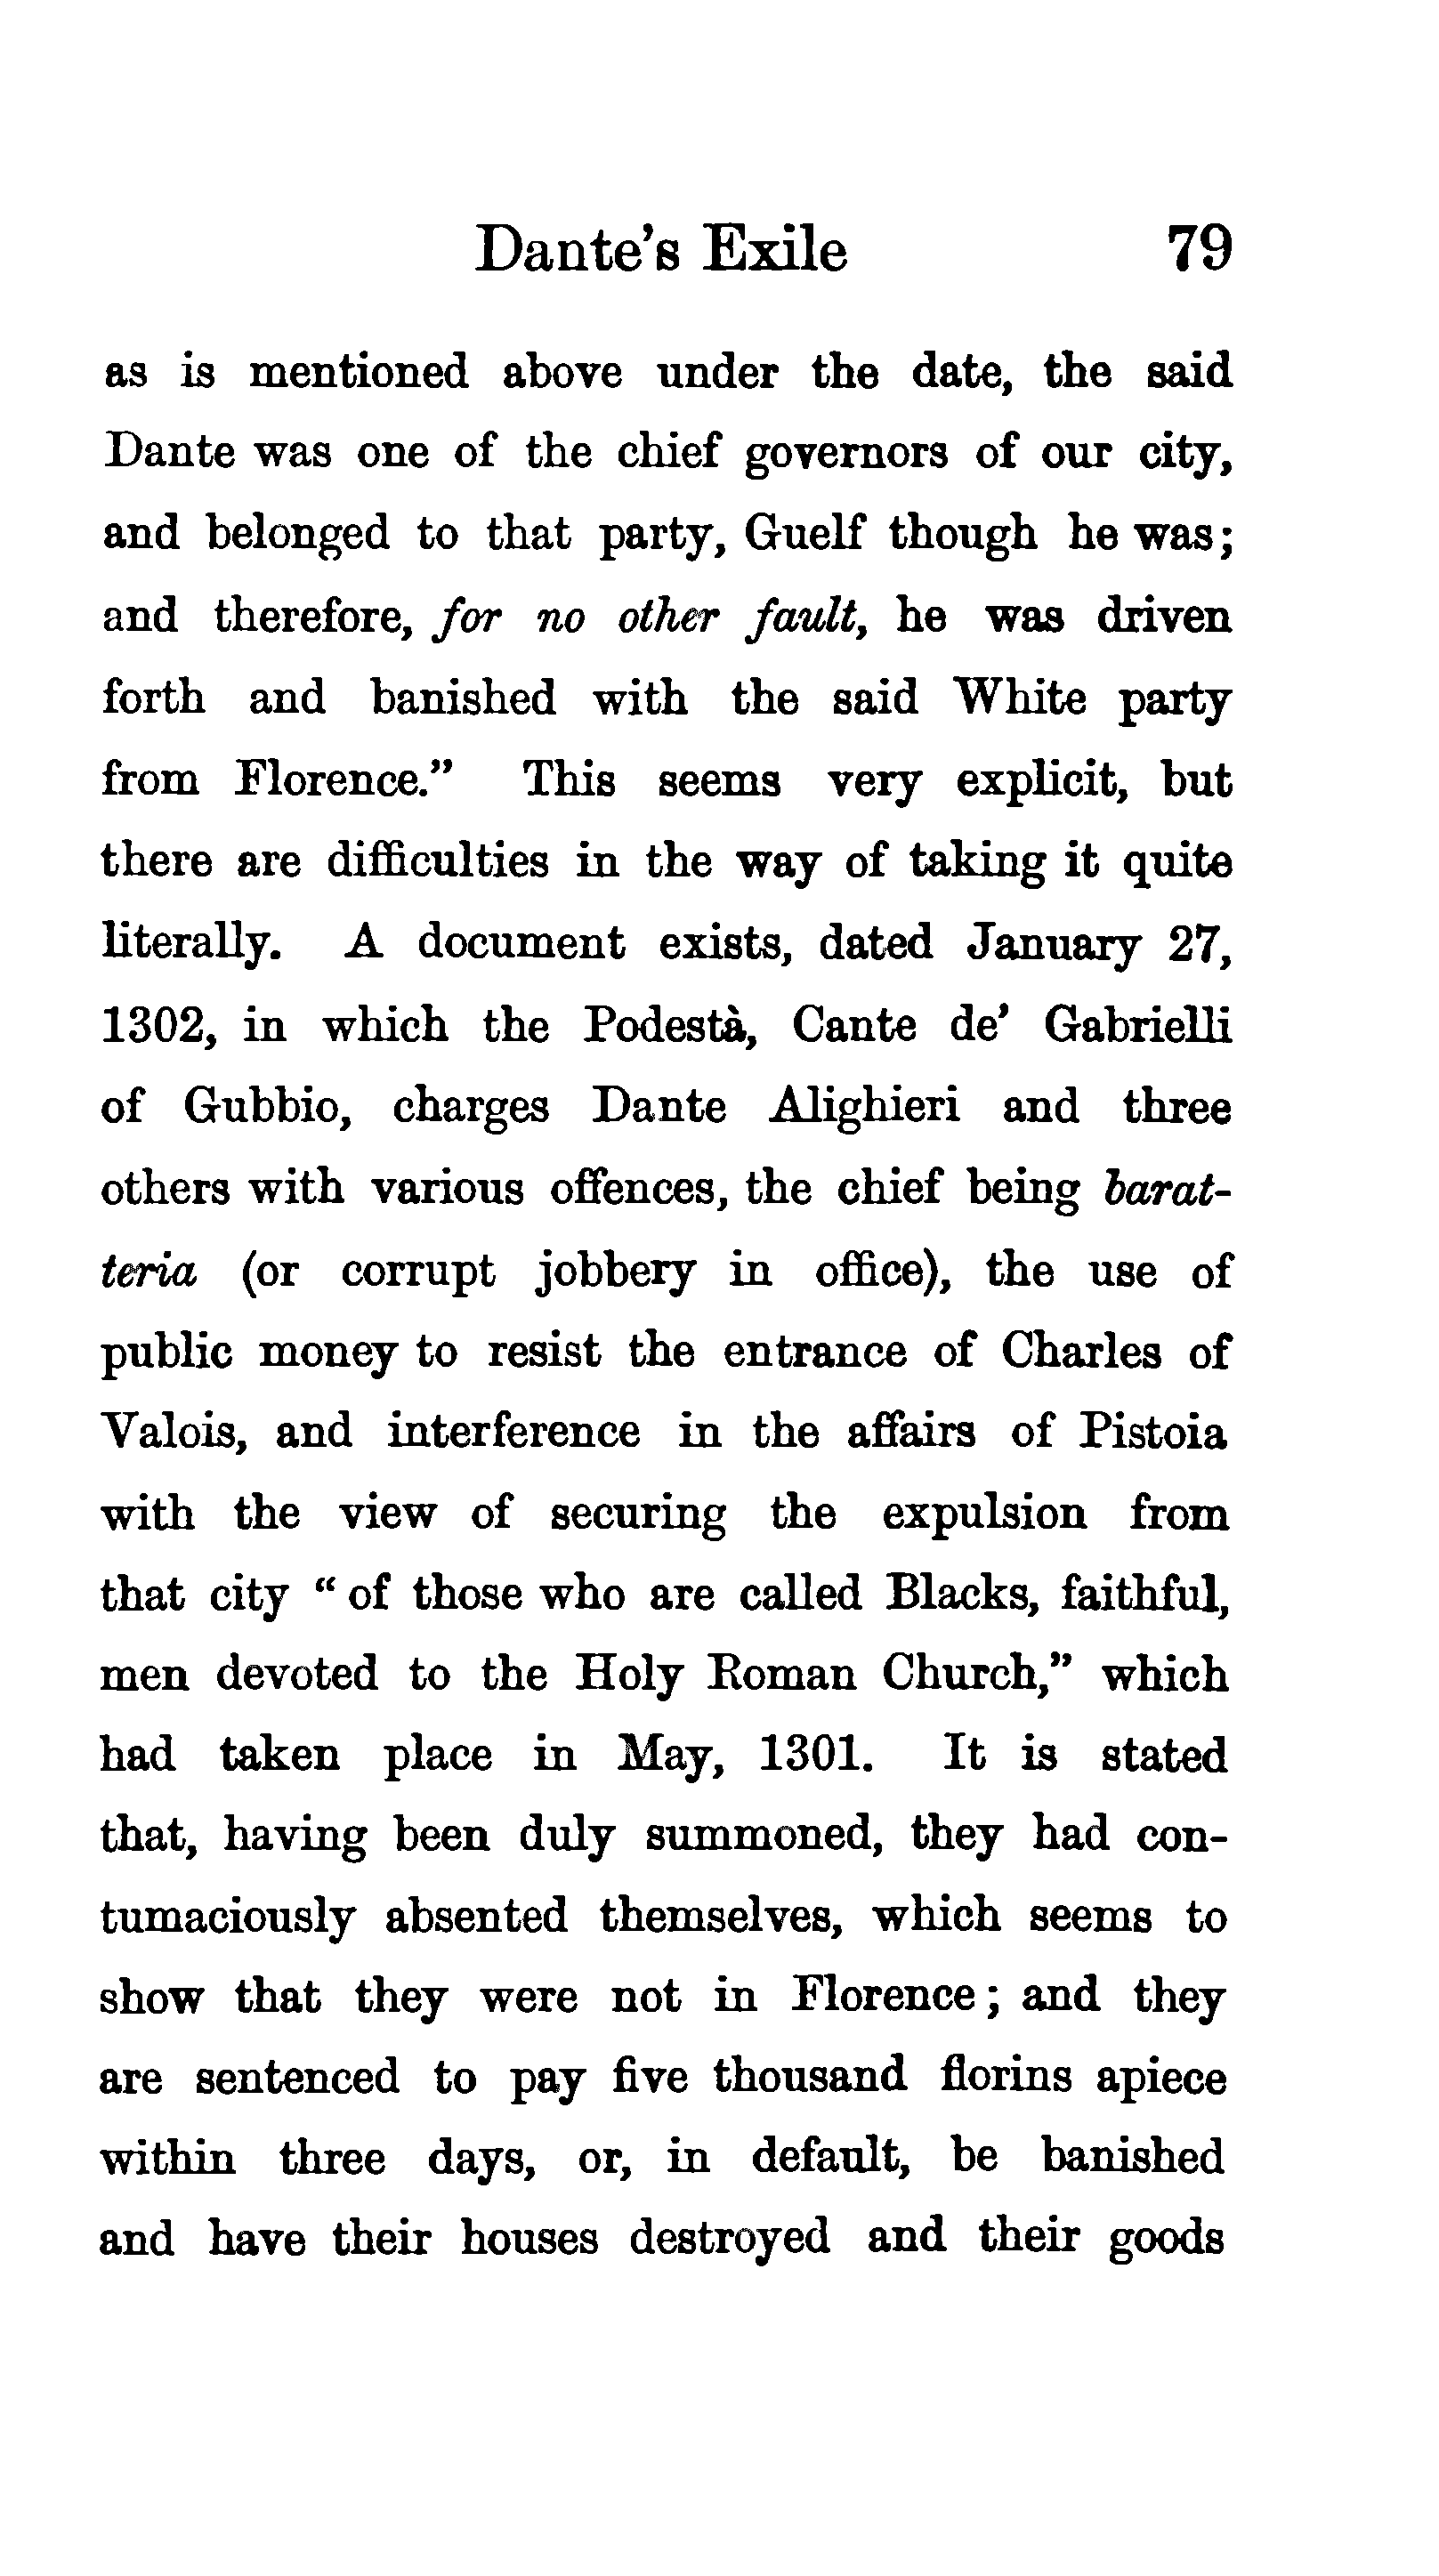 Dante's Exile 79
as is mentioned above under the date, the said
Dante was one of the chief governors of our city,
and belonged to that party, Guelf though he was;
and therefore, for no other fault, he was driven
forth and banished with the said White party
from Florence.” This seems very explicit, but
there are difficulties in the way of taking it quite
literally. A document exists, dated January 27,
1302, in which the Podestà, Cante de’ Gabrielli
of Gubbio, charges Dante Alighieri and three
others with various offences, the chief being barat-
teria (or corrupt jobbery in office), the use of
public money to resist the entrance of Charles of
Valois, and interference in the affairs of Pistoia
with the view of securing the expulsion from
that city “ of those who are called Blacks, faithful,
men devoted to the Holy Roman Church,” which
had taken place in May, 1301. It is stated
that, having been duly summoned, they had con-
tumaciously absented themselves, which seems to
show that they were not in Florence; and they
are sentenced to pay five thousand florins apiece
within three days, or, in default, be banished
and have their houses destroyed and their goods